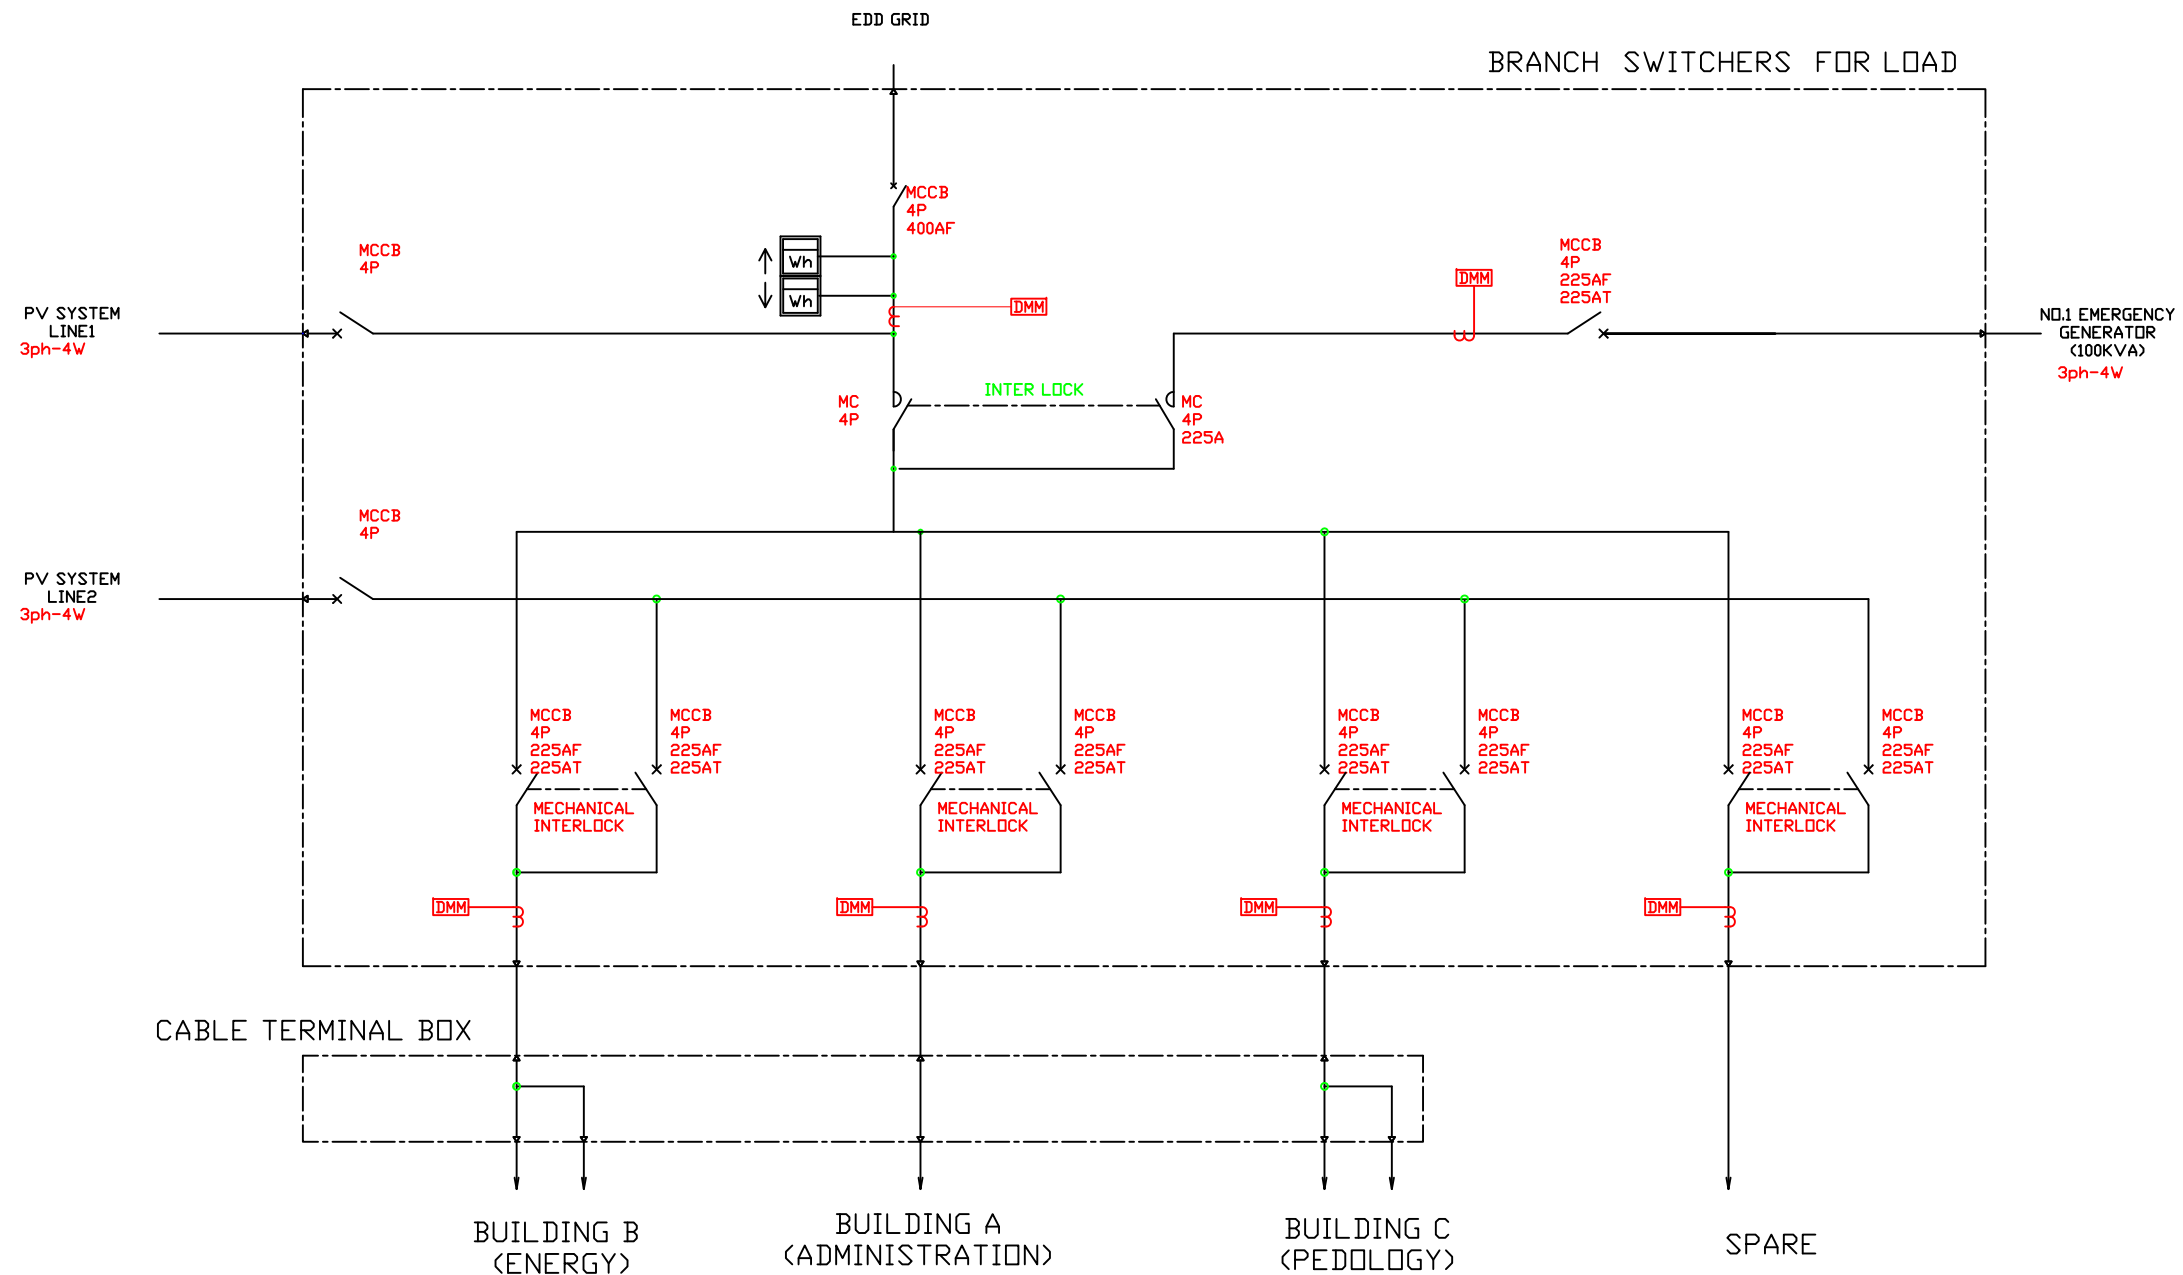 EDD GRID
BRANCH SWITCHERS FOR LOAD
MCCB
4P
400AF
MCCB
4P
Wh
Wh
DMM
DMM
MCCB
4P
225AF
225AT
PV SYSTEM
LINE1
3ph-4W
NO.1 EMERGENCY
GENERATOR
(100KVA)
3ph-4W
INTER LOCK
MC
4P
MC
4P
225A
MCCB
4P
PV SYSTEM
LINE2
3ph-4W
MCCB
4P
225AF
225AT
MCCB
4P
225AF
225AT
MECHANICAL
INTERLOCK
MCCB
4P
225AF
225AT
MCCB
4P
225AF
225AT
MECHANICAL
INTERLOCK
MCCB
4P
225AF
225AT
MCCB
4P
225AF
225AT
MECHANICAL
INTERLOCK
MCCB
4P
225AF
225AT
MCCB
4P
225AF
225AT
MECHANICAL
INTERLOCK
DMM
DMM
DMM
DMM
CABLE TERMINAL BOX
BUILDING B
(ENERGY)
BUILDING A
(ADMINISTRATION)
BUILDING C
(PEDOLOGY)
SPARE